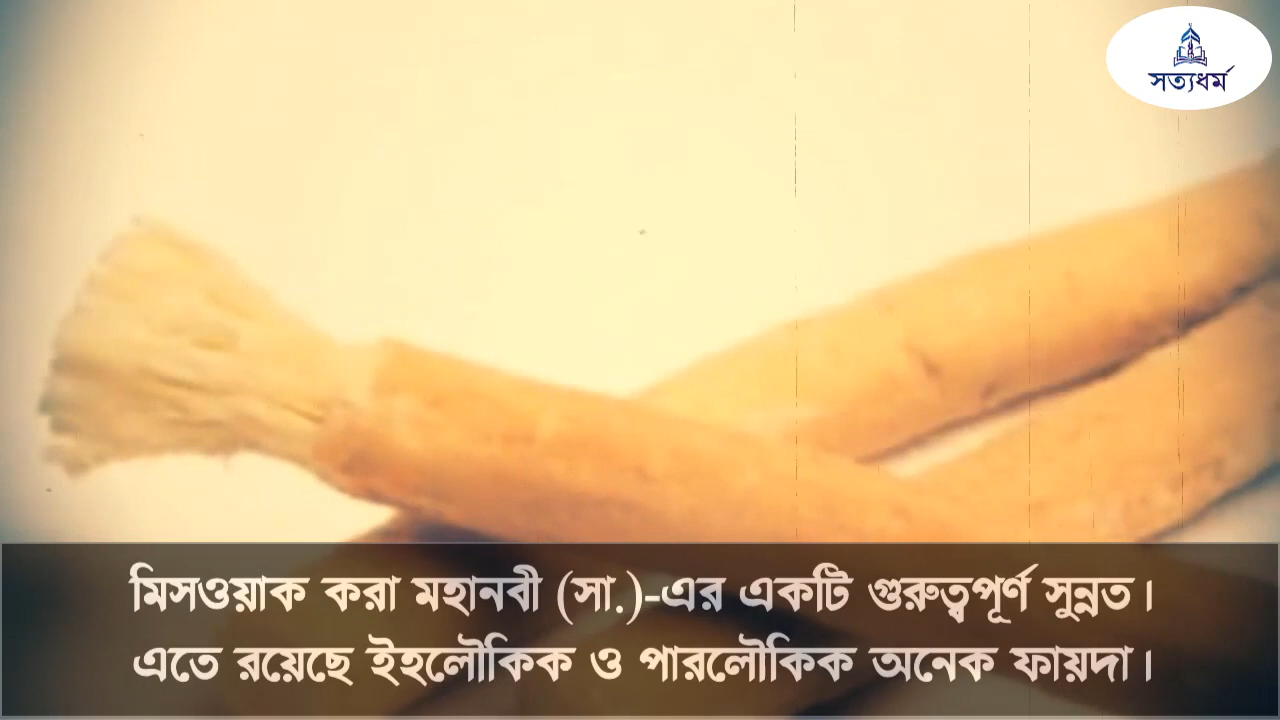 সত্যধর্ম
মিসওয়াক করা মহানবী (সা.)-এর একটি গুরুত্বপূর্ণ সুন্নত।
এতে রয়েছে ইহলৌকিক ও পারলৌকিক অনেক ফায়দা।